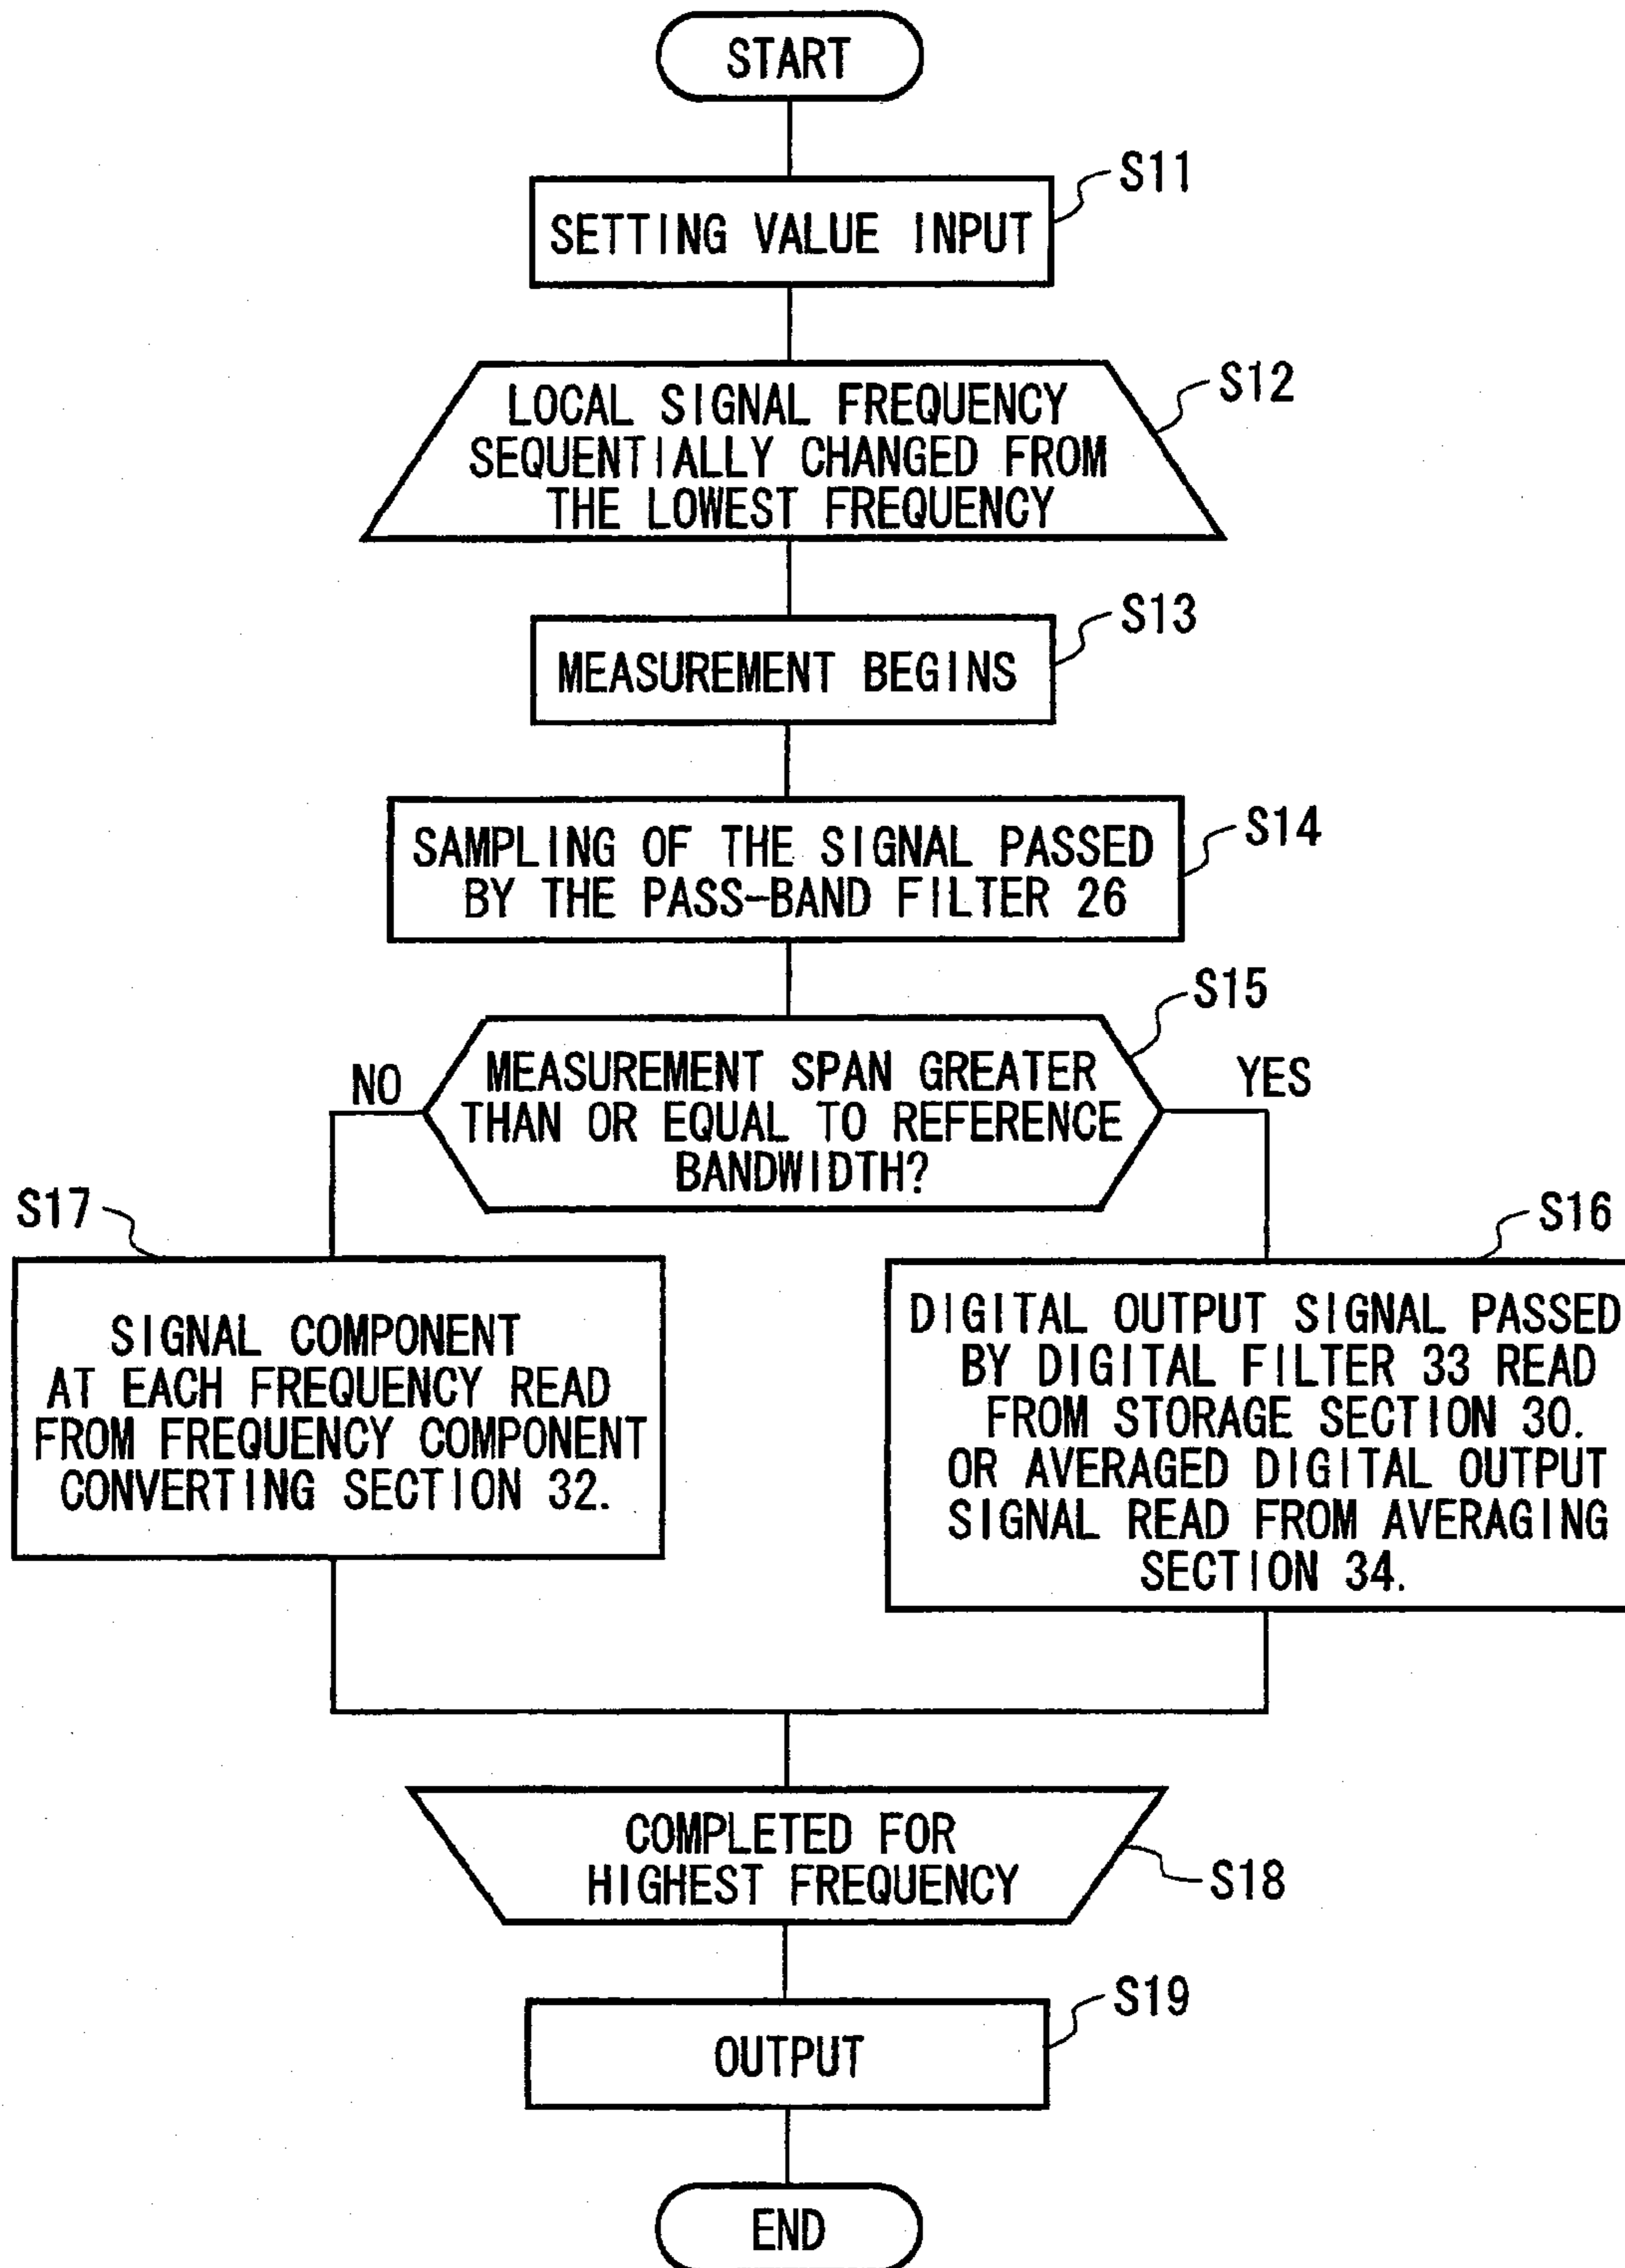 START
S11
SETTING VALUE INPUT
S12
LOCAL SIGNAL FREQUENCY
SEQUENTIALLY CHANGED FROM
THE LOWEST FREQUENCY
S13
MEASUREMENT BEGINS
S14
SAMPLING OF THE SIGNAL PASSED
BY THE PASS-BAND FILTER 26
S15
MEASUREMENT SPAN GREATER
THAN OR EQUAL TO REFERENCE
BANDWIDTH?
NO
YES
S17
SIGNAL COMPONENT
AT EACH FREQUENCY READ
FROM FREQUENCY COMPONENT
CONVERTING SECTION 32.
S16
DIGITAL OUTPUT SIGNAL PASSED
BY DIGITAL FILTER 33 READ
FROM STORAGE SECTION 30.
OR AVERAGED DIGITAL OUTPUT
SIGNAL READ FROM AVERAGING
SECTION 34.
COMPLETED FOR
HIGHEST FREQUENCY
S18
S19
OUTPUT
END